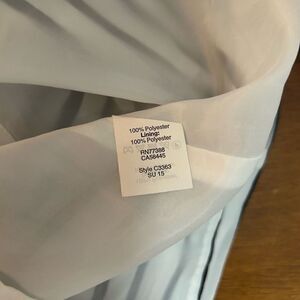 100% Polyester
Lining:
100% Polyester
RN77388
CA56445
Style C3363
SU 15